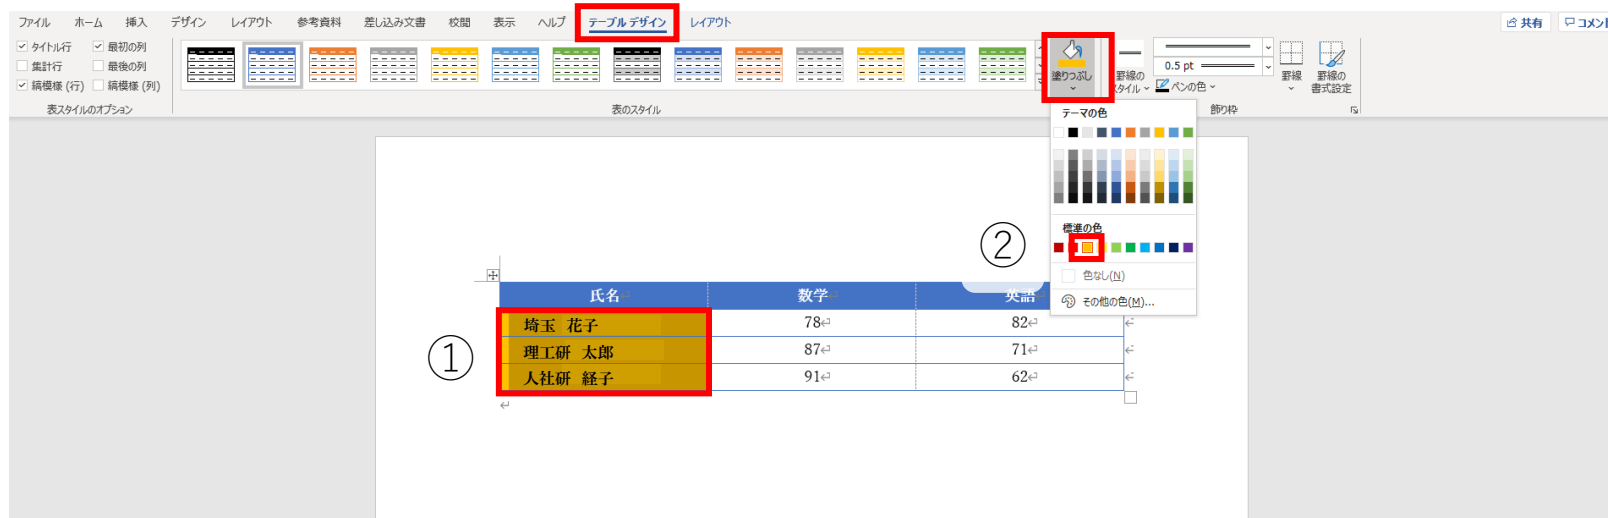 ファイル ホーム 挿入 デザイン レイアウト 参考資料 差し込み文書 校閲 表示 ヘルプ テーブル デザイン レイアウト 共有
タイトル行 最初の列
集計行 最後の列
縞模様 (行) 縞模様 (列)
表スタイルのオプション
表のスタイル
塗りつぶし
罫線の
スタイル
0.5 pt
ペンの色
罫線
罫線の
書式設定
飾り枠
テーマの色
標準の色
色なし(N)
その他の色(M)...
②
氏名 数学 英語
①
埼玉 花子 78 82
理工研 太郎 87 71
人社研 経子 91 62